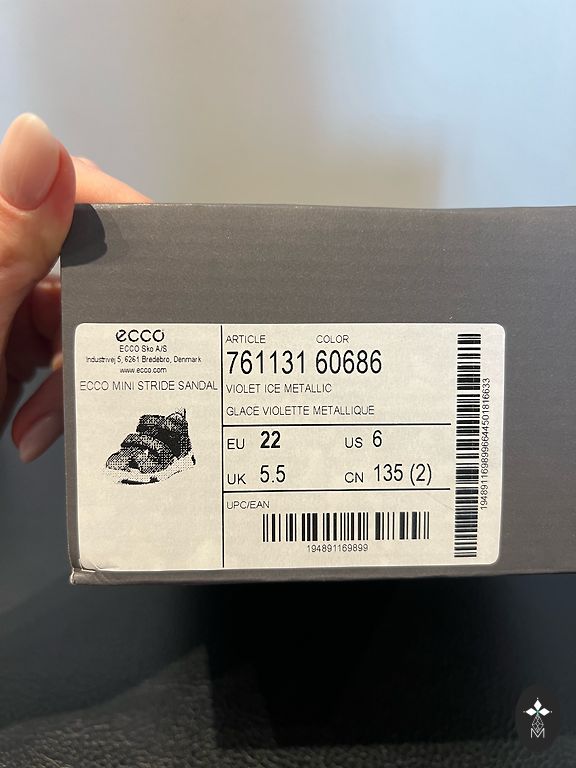 ecco
ECCO Sko A/S
Industrivej 5, 6261 Bredebro, Denmark
www.ecco.com
ECCO MINI STRIDE SANDAL
ARTICLE COLOR
761131 60686
VIOLET ICE METALLIC
GLACE VIOLETTE METALLIQUE
EU 22 US 6
UK 5.5 CN 135 (2)
UPC/EAN
194891169899
1948911698996644501816633